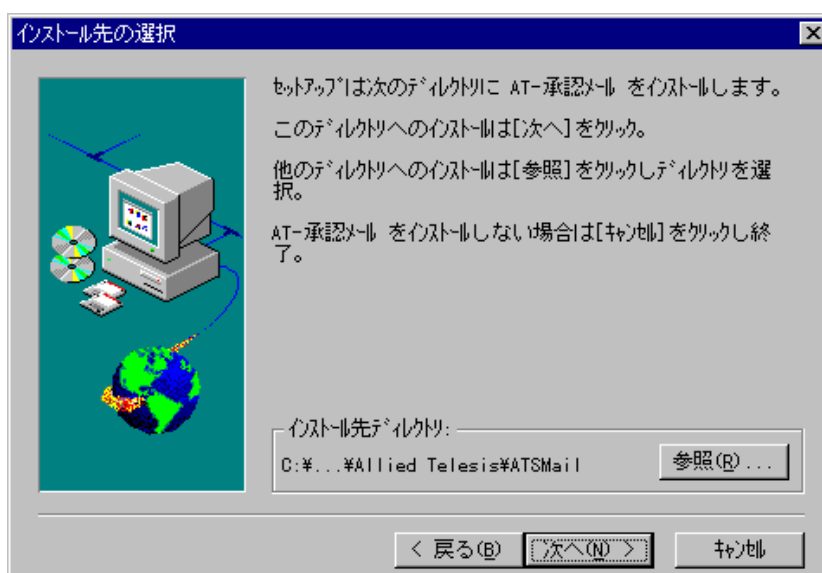 インストール先の選択
セットアップは次のディレクトリに AT-承認メール をインストールします。
このディレクトリへのインストールは[次へ]をクリック。
他のディレクトリへのインストールは[参照]をクリックしディレクトリを選
択。
AT-承認メール をインストールしない場合は[キャンセル]をクリックし終
了。
インストール先ディレクトリ:
C:¥...¥Allied Telesis¥ATSMail
参照(R)...
< 戻る(B)
次へ(N) >
キャンセル